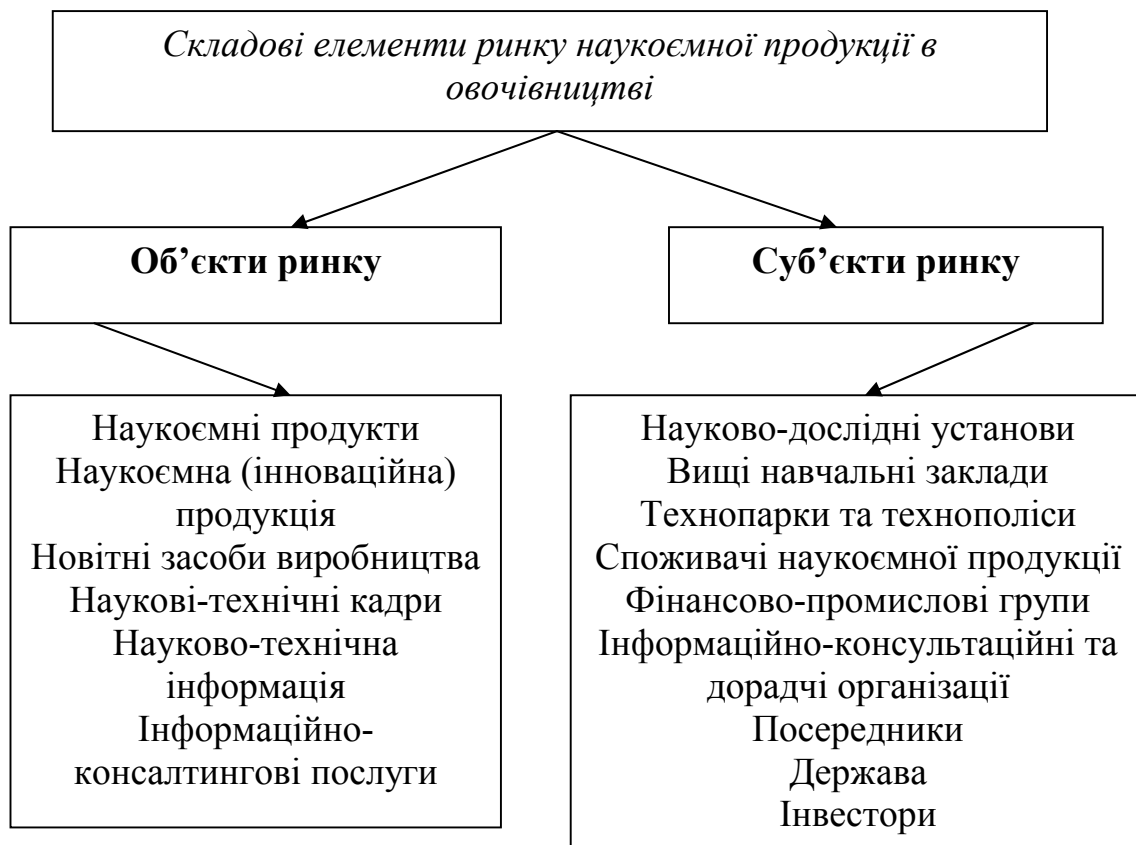 Складові елементи ринку наукоємної продукції в
овочівництві
Об’єкти ринку
Суб’єкти ринку
Наукоємні продукти
Наукоємна (інноваційна)
продукція
Новітні засоби виробництва
Наукові-технічні кадри
Науково-технічна
інформація
Інформаційно-
консалтингові послуги
Науково-дослідні установи
Вищі навчальні заклади
Технопарки та технополіси
Споживачі наукоємної продукції
Фінансово-промислові групи
Інформаційно-консультаційні та
дорадчі організації
Посередники
Держава
Інвестори